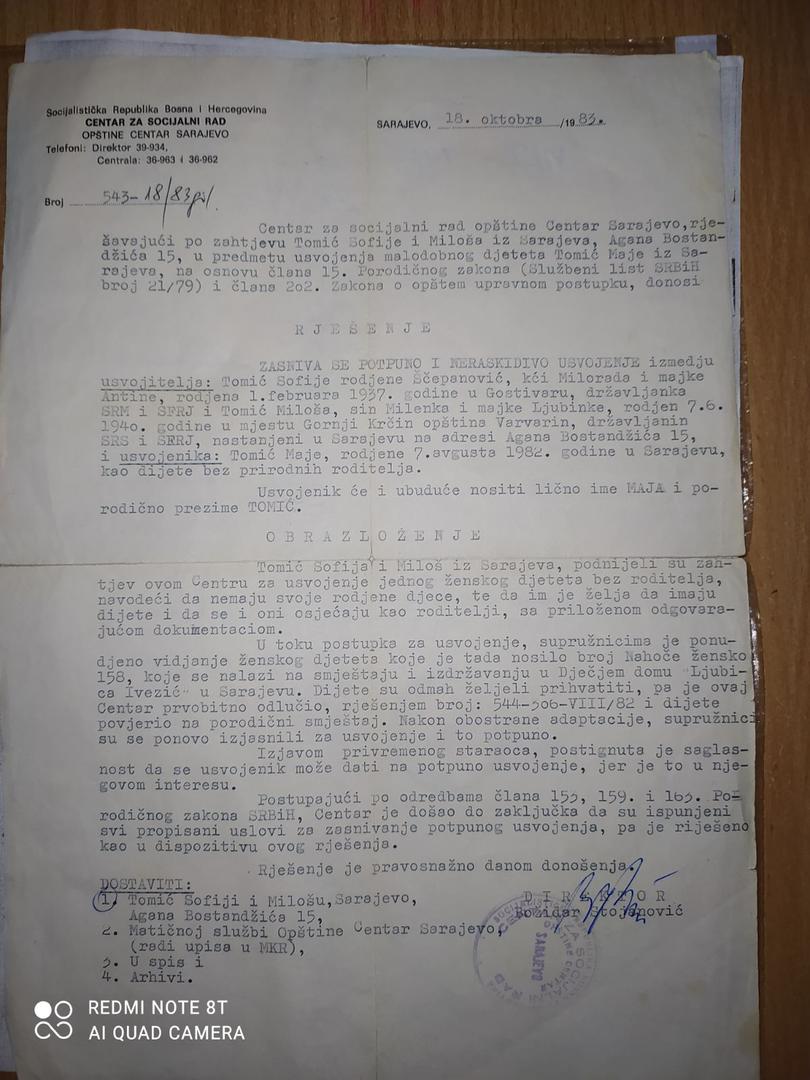 Socijalistička Republika Bosna i Hercegovina
CENTAR ZA SOCIJALNI RAD
OPŠTINE CENTAR SARAJEVO
Telefoni: Direktor 39-934,
Centrala: 36-963 i 36-962
SARAJEVO, 18. oktobra /1983.
Broj 543-18/83
Centar za socijalni rad opštine Centar Sarajevo,rje-
šavajući po zahtjevu Tomić Sofije i Miloša iz Sarajeva, Agana Bostan-
džića 15, u predmetu usvojenja malodobnog djeteta Tomić Maje iz Sa-
rajeva, na osnovu člana 15. Porodičnog zakona (Službeni list SRBiH
broj 21/79) i člana 2o2. Zakona o opštem upravnom postupku, donosi
R J E Š E N J E
ZASNIVA SE POTPUNO I NERASKIDIVO USVOJENJE izmedju
usvojitelja: Tomić Sofije rodjene Ščepanović, kći Milorada i majke
Antine, rodjena 1.februara 1937. godine u Gostivaru, državljanka
SRM i SFRJ i Tomić Miloša, sin Milenka i majke Ljubinke, rodjen 7.6.
194o. godine u mjestu Gornji Krčin opština Varvarin, državljanin
SRS i SFRJ, nastanjeni u Sarajevu na adresi Agana Bostandžića 15,
i usvojenika: Tomić Maje, rodjene 7.avgusta 1982. godine u Sarajevu,
kao dijete bez prirodnih roditelja.
Usvojenik će i ubuduće nositi lično ime MAJA i po-
rodično prezime TOMIĆ.
O B R A Z L O Ž E N J E
Tomić Sofija i Miloš iz Sarajeva, podnijeli su zah-
tjev ovom Centru za usvojenje jednog ženskog djeteta bez roditelja,
navodeći da nemaju svoje rodjene djece, te da im je želja da imaju
dijete i da se i oni osjećaju kao roditelji, sa priloženom odgovara-
jućom dokumentaciom.
U toku postupka za usvojenje, supružnicima je ponu-
djeno vidjanje ženskog djeteta koje je tada nosilo broj Nahoče žensko
158, koje se nalazi na smještaju i izdržavanju u Dječjem domu "Ljubi-
ca Ivezić" u Sarajevu. Dijete su odmah željeli prihvatiti, pa je ovaj
Centar prvobitno odlučio, rješenjem broj: 544-306-VIII/82 i dijete
povjerio na porodični smještaj. Nakon obostrane adaptacije, supružnici
su se ponovo izjasnili za usvojenje i to potpuno.
Izjavom privremenog staraoca, postignuta je saglas-
nost da se usvojenik može dati na potpuno usvojenje, jer je to u nje-
govom interesu.
Postupajući po odredbama člana 153, 159. i 163. Po-
rodičnog zakona SRBiH, Centar je došao do zaključka da su ispunjeni
svi propisani uslovi za zasnivanje potpunog usvojenja, pa je riješeno
kao u dispozitivu ovog rješenja.
Rješenje je pravosnažno danom donošenja.
DOSTAVITI:
1. Tomić Sofiji i Milošu,Sarajevo,
Agana Bostandžića 15,
2. Matičnoj službi Opštine Centar Sarajevo,
(radi upisa u MKR),
3. U spis i
4. Arhivi.
D I R E K T O R
Božidar Stojanović
SARAJEVO
REDMI NOTE 8T
AI QUAD CAMERA